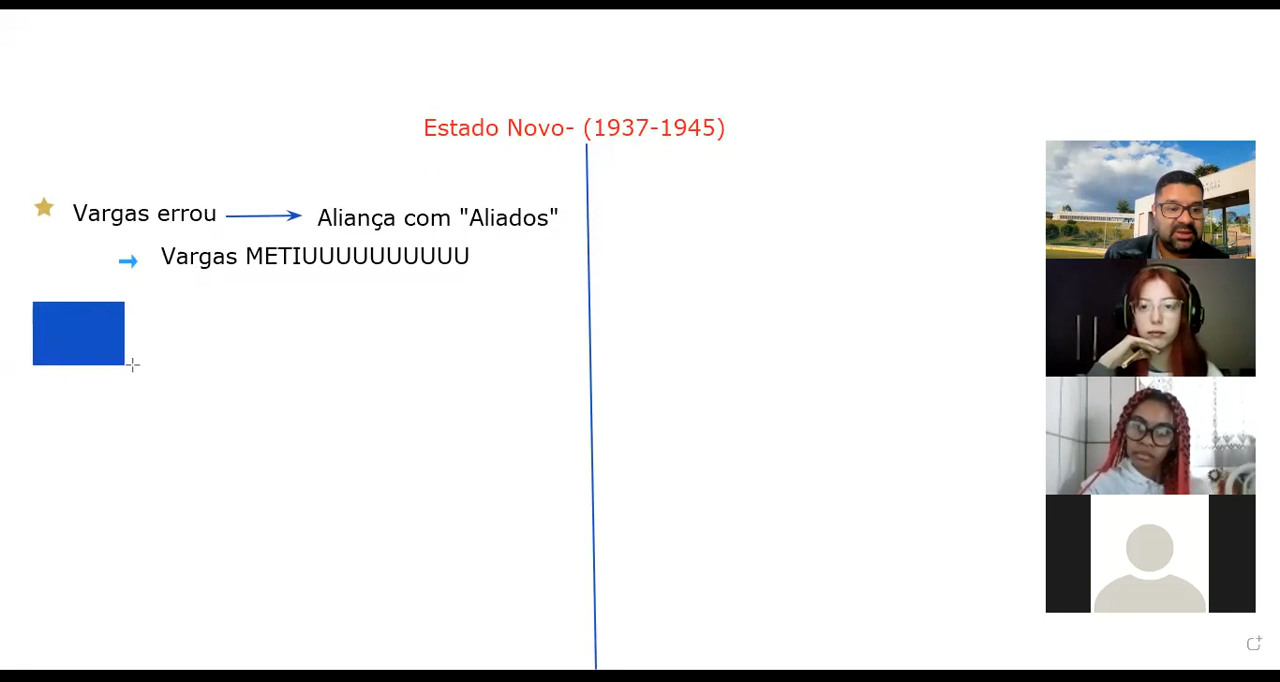 Estado Novo- (1937-1945)
Vargas errou
Aliança com "Aliados"
Vargas METIUUUUUUUUUU